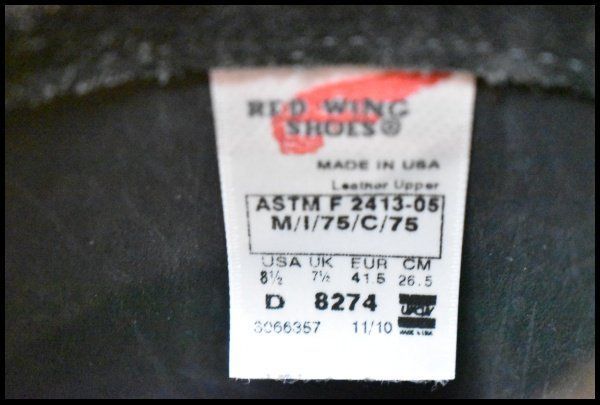 RED WING
SHOES®
MADE IN USA
Leather Upper
ASTM F 2413-05
M/I/75/C/75
USA UK EUR CM
8½ 7½ 41.5 26.5
D 8274
11/10